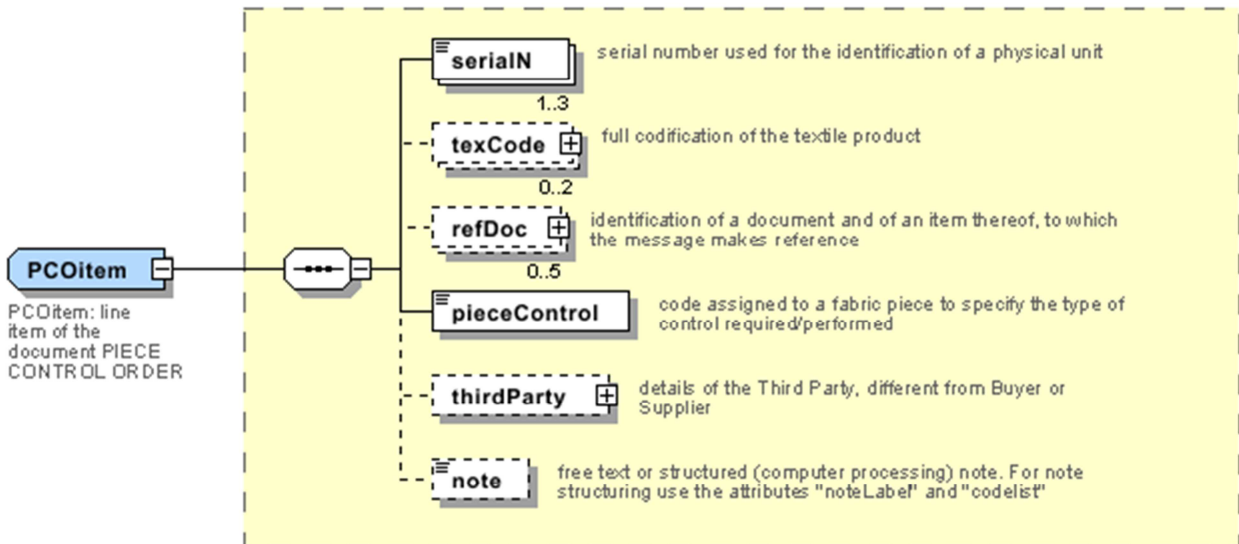 serialN
serial number used for the identification of a physical unit
1..3
texCode
full codification of the textile product
0..2
refDoc
identification of a document and of an item thereof, to which
the message makes reference
0..5
PCOitem
PCOitem: line
item of the
document PIECE
CONTROL ORDER
pieceControl
code assigned to a fabric piece to specify the type of
control required/performed
thirdParty
details of the Third Party, different from Buyer or
Supplier
note
free text or structured (computer processing) note. For note
structuring use the attributes "noteLabel" and "codelist"